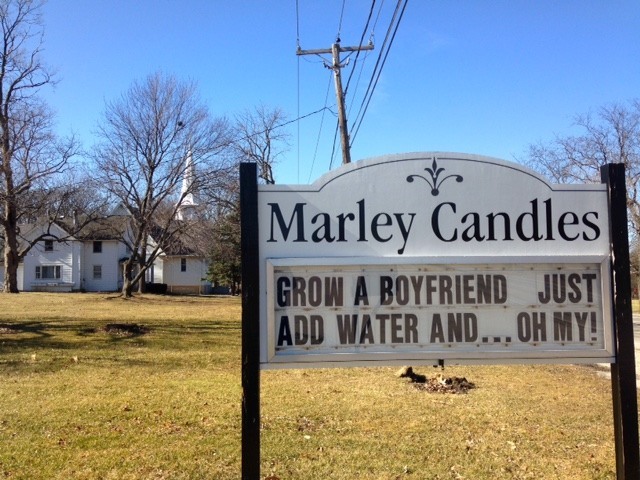 Marley Candles
GROW A BOYFRIEND JUST
ADD WATER AND...OH MY!